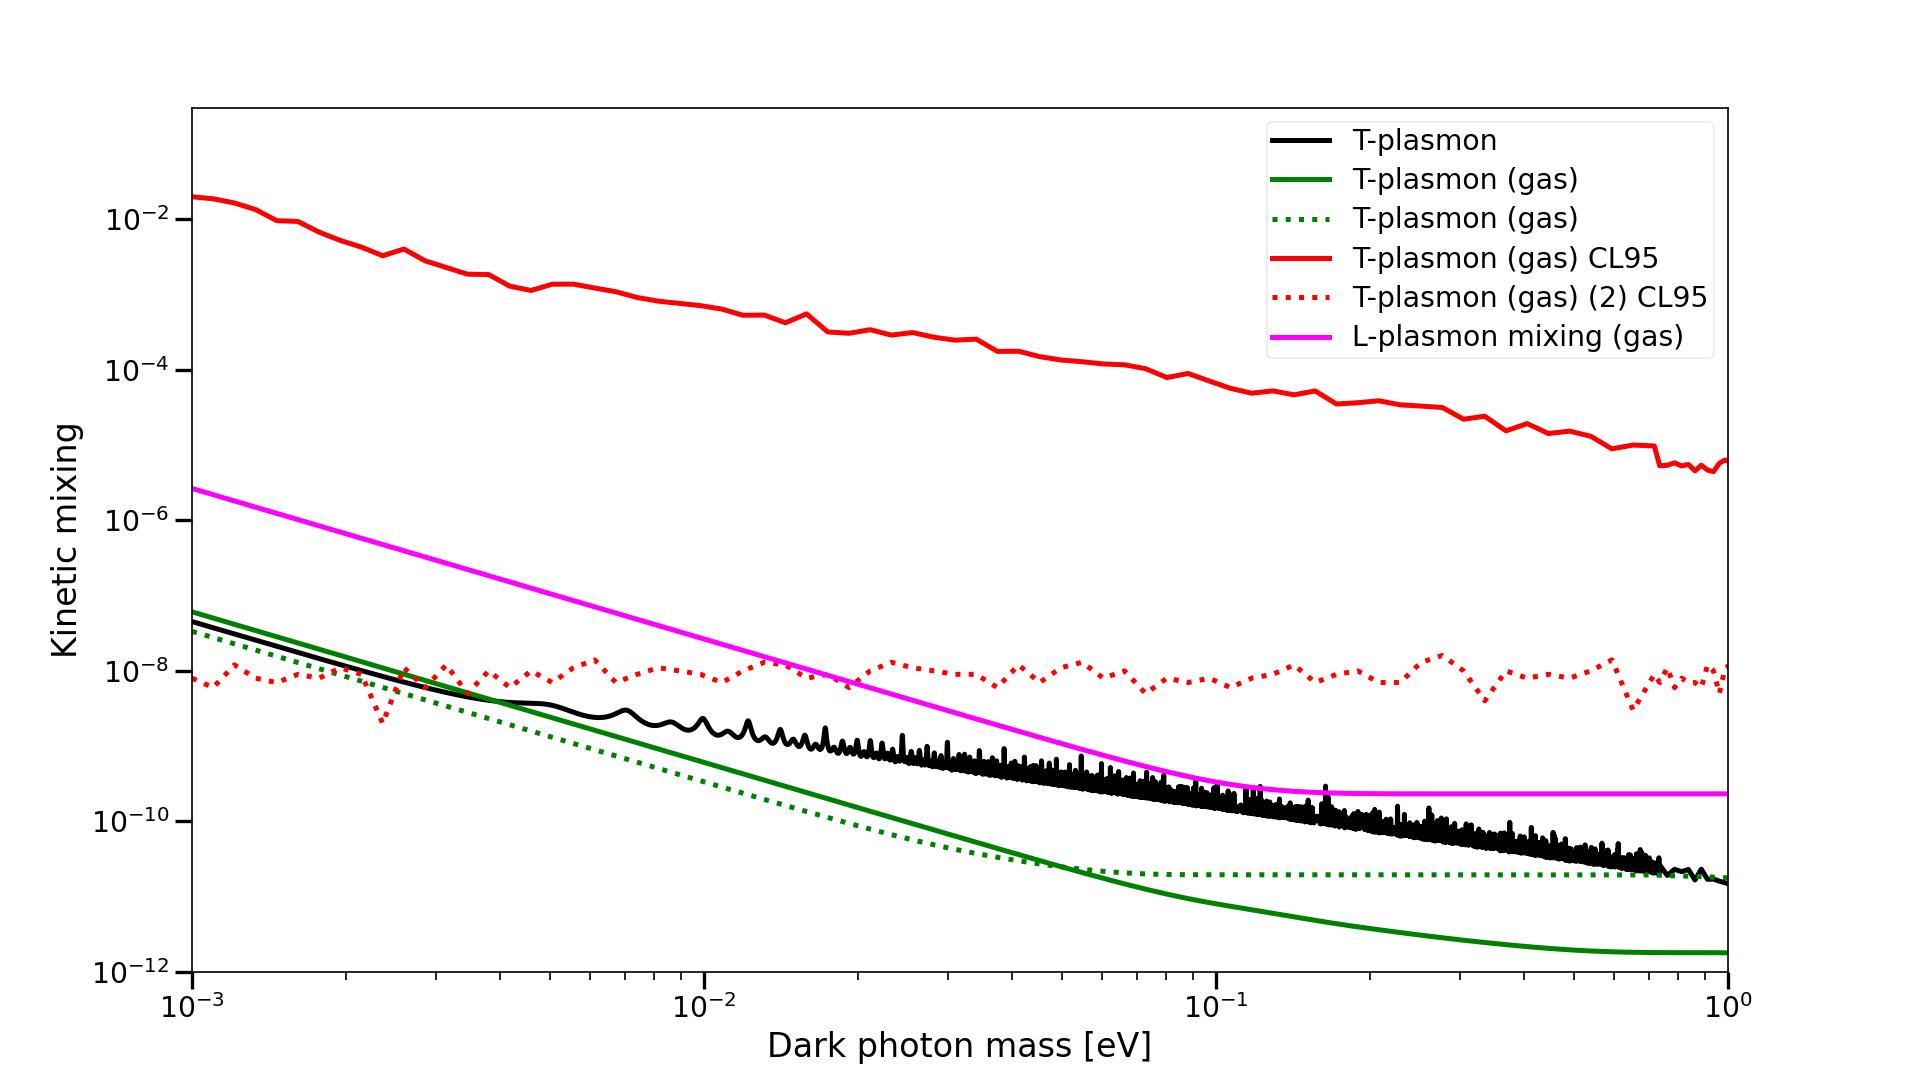 T-plasmon
T-plasmon (gas)
T-plasmon (gas)
T-plasmon (gas) CL95
T-plasmon (gas) (2) CL95
L-plasmon mixing (gas)
Kinetic mixing
10⁻²
10⁻⁴
10⁻⁶
10⁻⁸
10⁻¹⁰
10⁻¹²
10⁻³ 10⁻² 10⁻¹ 10⁰
Dark photon mass [eV]